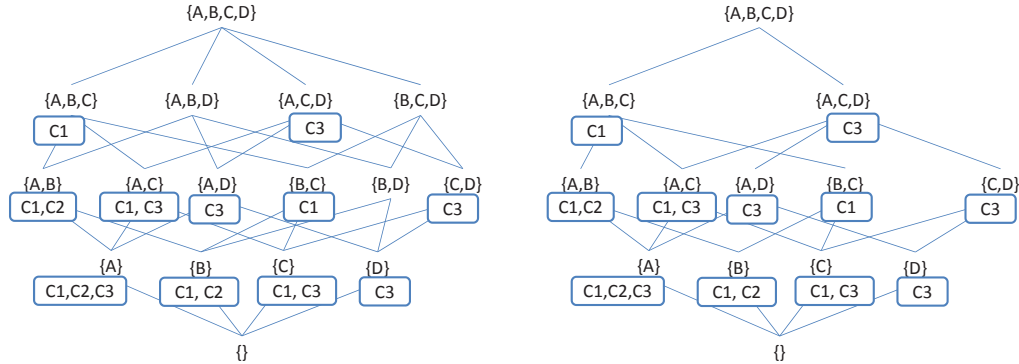 {A,B,C,D}
{A,B,C} {A,B,D} {A,C,D} {B,C,D}
C1 C3
{A,B} {A,C} {A,D} {B,C} {B,D} {C,D}
C1,C2 C1, C3 C3 C1 C3
{A} {B} {C} {D}
C1,C2,C3 C1, C2 C1, C3 C3
{}
{A,B,C,D}
{A,B,C} {A,C,D}
C1 C3
{A,B} {A,C} {A,D} {B,C} {C,D}
C1,C2 C1, C3 C3 C1 C3
{A} {B} {C} {D}
C1,C2,C3 C1, C2 C1, C3 C3
{}